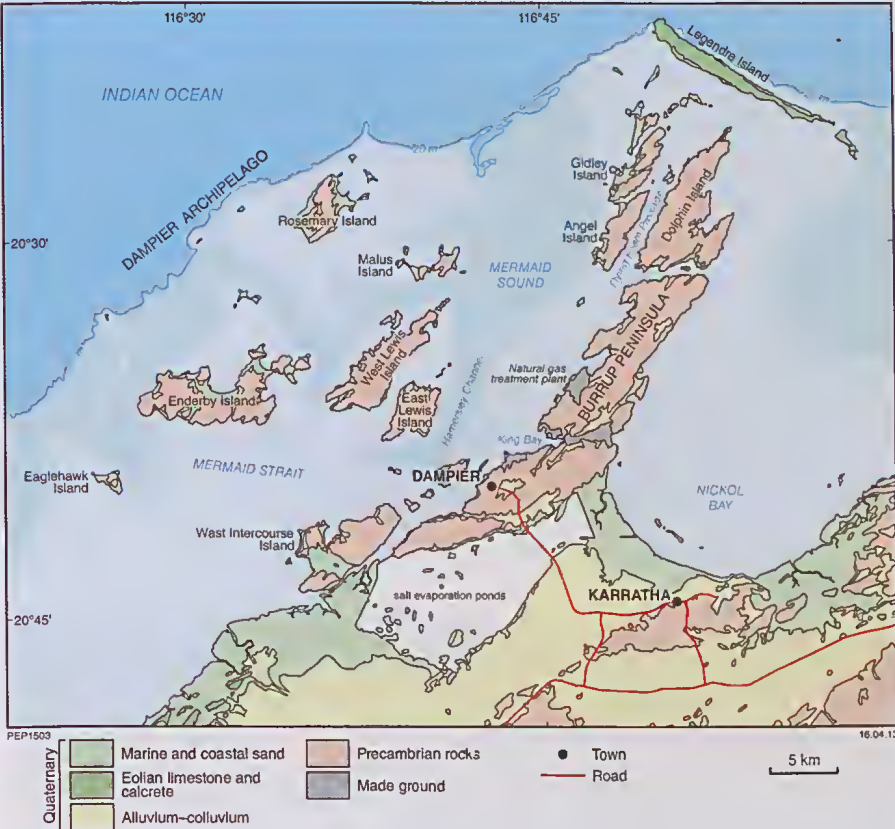 116°30'
116°45'
INDIAN OCEAN
Legendre Island
20 m
m
DAMPIER ARCHIPELAGO
Gidley
Island
Rosemary Island
Dolphin Island
20°30'
Angel
Island
Malus
Island
MERMAID
SOUND
BURRUP PENINSULA
West Lewis
Island
Natural gas
treatment plant
Enderby Island
East
Lewis
Island
Hamersley Channel
King Bay
MERMAID STRAIT
DAMPIER
Eaglehawk
Island
NICKOL
BAY
West Intercourse
Island
KARRATHA
salt evaporation ponds
20°45'
PEP1503
16.04.13
Quaternary
Marine and coastal sand
Eolian limestone and
calcrete
Alluvium–colluvium
Precambrian rocks
Made ground
Town
Road
5 km